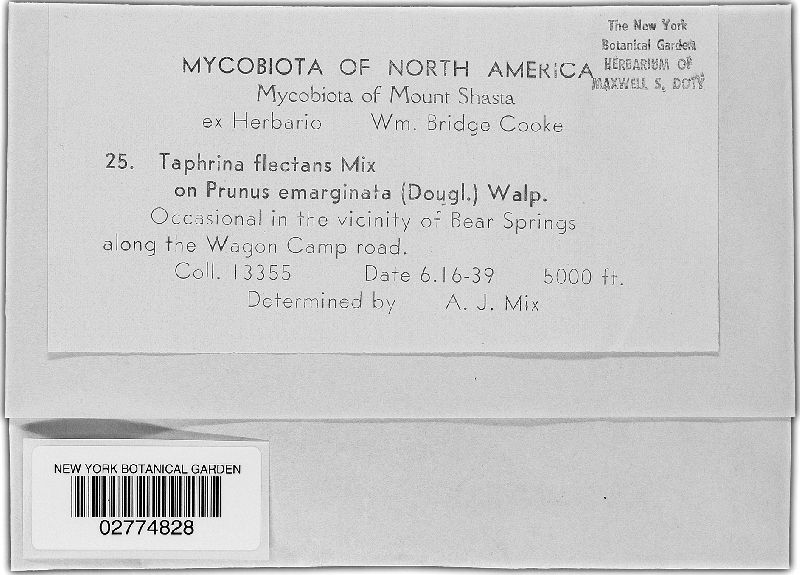 The New York
Botanical Garden
HERBARIUM OF
MAXWELL S. DOTY
MYCOBIOTA OF NORTH AMERICA
Mycobiota of Mount Shasta
ex Herbario Wm. Bridge Cooke
25. Taphrina flectans Mix
on Prunus emarginata (Dougl.) Walp.
Occasional in the vicinity of Bear Springs
along the Wagon Camp road.
Coll. 13355 Date 6.16-39 5000 ft.
Determined by A. J. Mix
NEW YORK BOTANICAL GARDEN
02774828